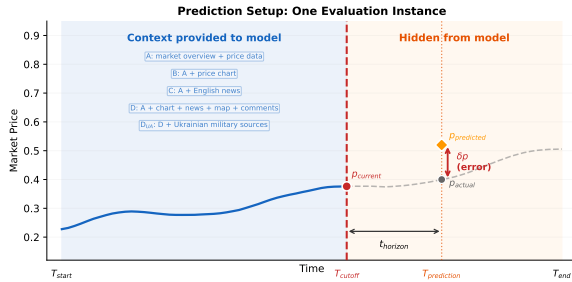 Prediction Setup: One Evaluation Instance
Context provided to model
Hidden from model
A: market overview + price data
B: A + price chart
C: A + English news
D: A + chart + news + map + comments
D_UA: D + Ukrainian military sources
Market Price
0.9
0.8
0.7
0.6
0.5
0.4
0.3
0.2
p_predicted
δp
(error)
p_current
p_actual
t_horizon
Time
T_start
T_cutoff
T_prediction
T_end